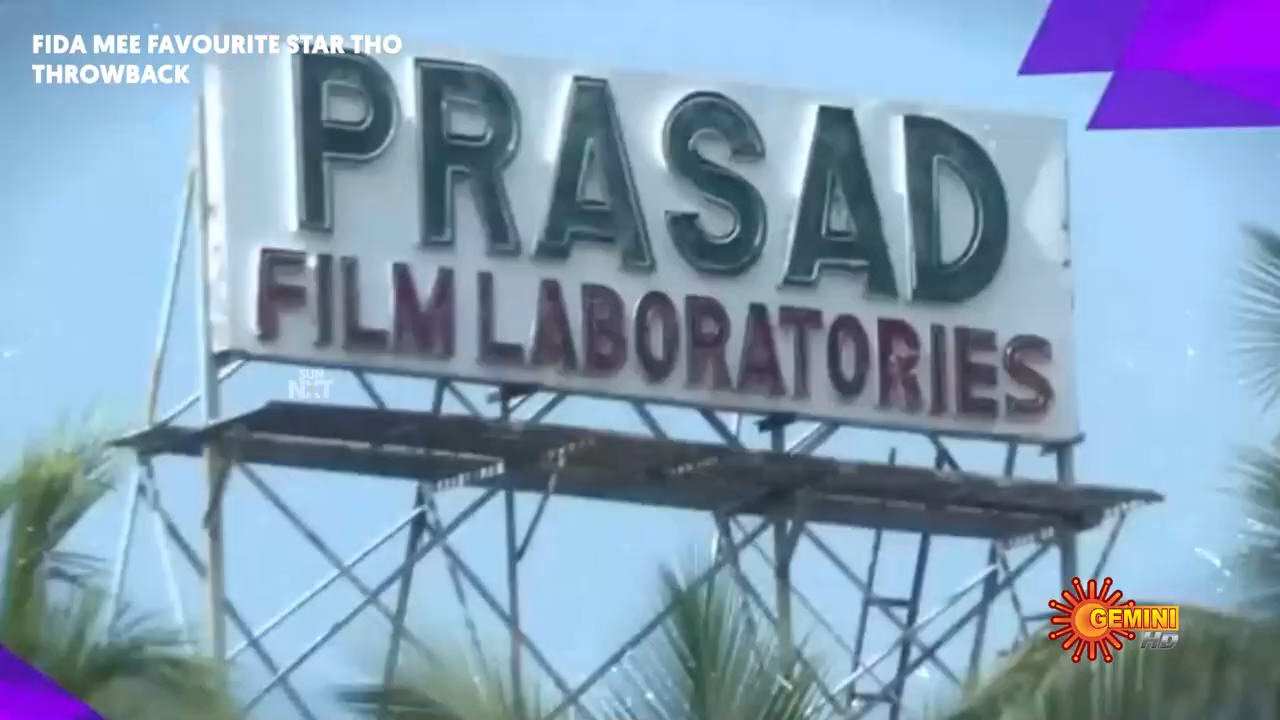 FIDA MEE FAVOURITE STAR THO
THROWBACK
PRASAD
FILM LABORATORIES
SUN
NXT
GEMINI
HD